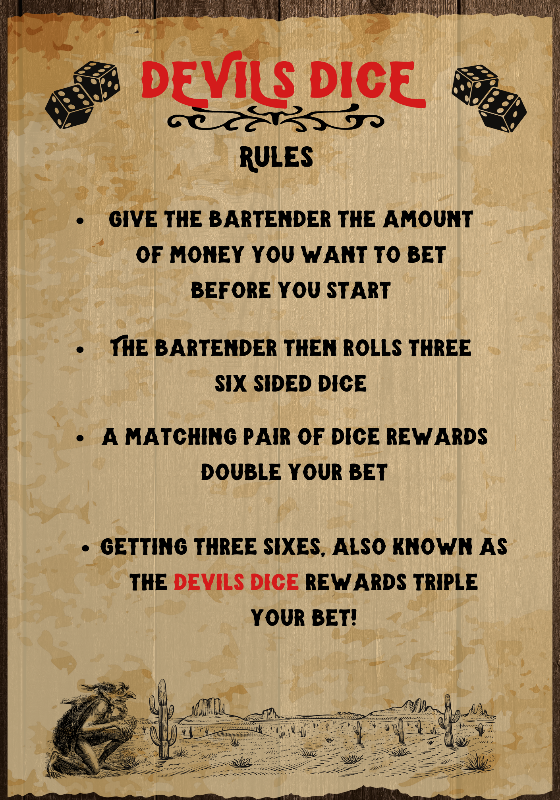 DEVILS DICE
RULES
• GIVE THE BARTENDER THE AMOUNT
OF MONEY YOU WANT TO BET
BEFORE YOU START
• THE BARTENDER THEN ROLLS THREE
SIX SIDED DICE
• A MATCHING PAIR OF DICE REWARDS
DOUBLE YOUR BET
• GETTING THREE SIXES, ALSO KNOWN AS
THE DEVILS DICE REWARDS TRIPLE
YOUR BET!